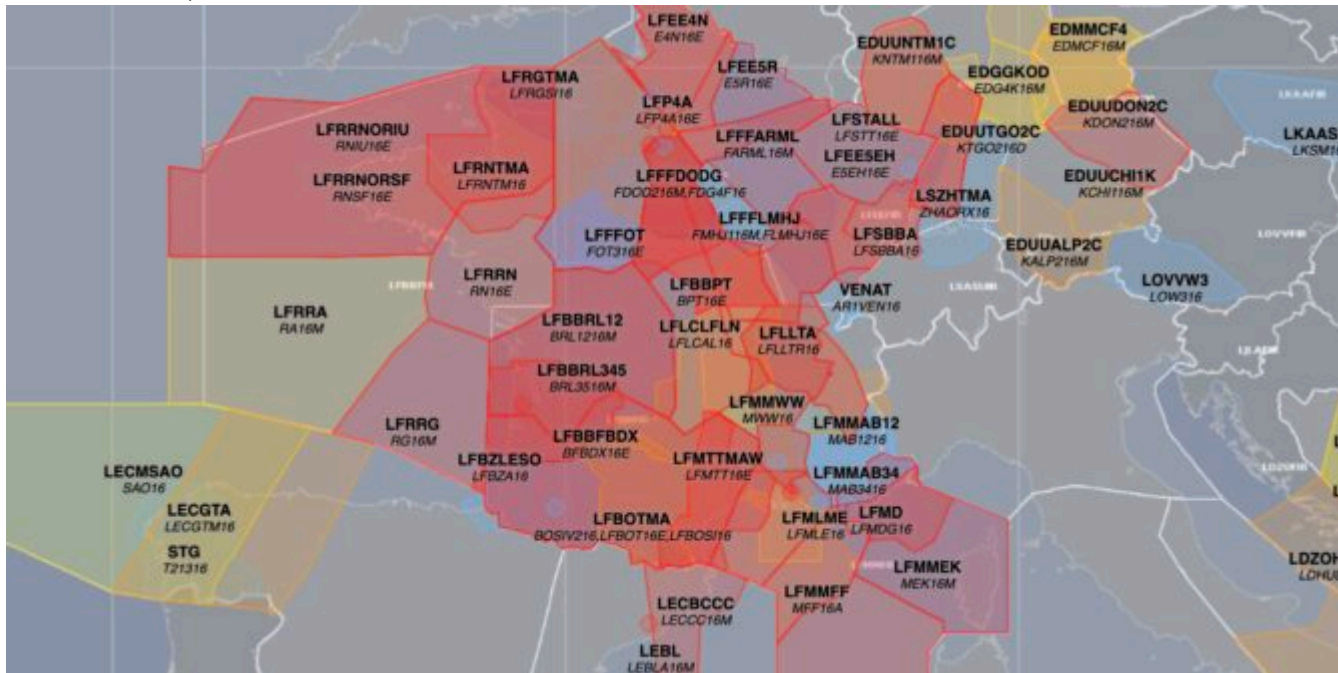 LFEE4N
E4N16E
LFRGTMA
LFRGSI16
LFEE5R
E5R16E
EDUUNTM1C
KNTM116M
EDMMCF4
EDMCF16M
EDGGKOD
EDG4K16M
LFP4A
LFP4A16E
LFRRNORIU
RNIU16E
LFFFARML
FARML16M
LFSTALL
LFSTT16E
EDUUDON2C
KDON216M
EDUUTGO2C
KTGO216D
LKAAS
LKSM16
LFRRNORSF
RNSF16E
LFRNTMA
LFRNTM16
LFFFDODG
FDOD216M,FDG4F16
LFEE5EH
E5EH16E
EDUUCHI1K
KCHI116M
LSZHTMA
ZHAORX16
LFFFOT
FOT316E
LFFFLMHJ
FMHJ116M,FLMHJ16E
LFSBBA
LFSBBA16
EDUUALP2C
KALP216M
LOVVFIR
LSASFIR
LFRRN
RN16E
LFBBPT
BPT16E
VENAT
AR1VEN16
LOVVW3
LOW316
LFRRA
RA16M
LFBBRL12
BRL1216M
LFLCLFLN
LFLCAL16
LFLLTA
LFLLTR16
LFBBRL345
BRL3516M
LFMMWW
MWW16
LFMMAB12
MAB1216
LFRRG
RG16M
LFBBFBDX
BFBDX16E
LECMSAO
SAO16
LFBZLESO
LFBZA16
LFMTTMAW
LFMTT16E
LFMMAB34
MAB3416
LECGTA
LECGTM16
LFBOTMA
BOSIV216,LFBOT16E,LFBOSI16
LFMLME
LFMLE16
LFMD
LFMDG16
STG
T21316
LFMMEK
MEK16M
LDZOH
LECBCCC
LECCC16M
LFMMFF
MFF16A
LEBL
LEBLA16M